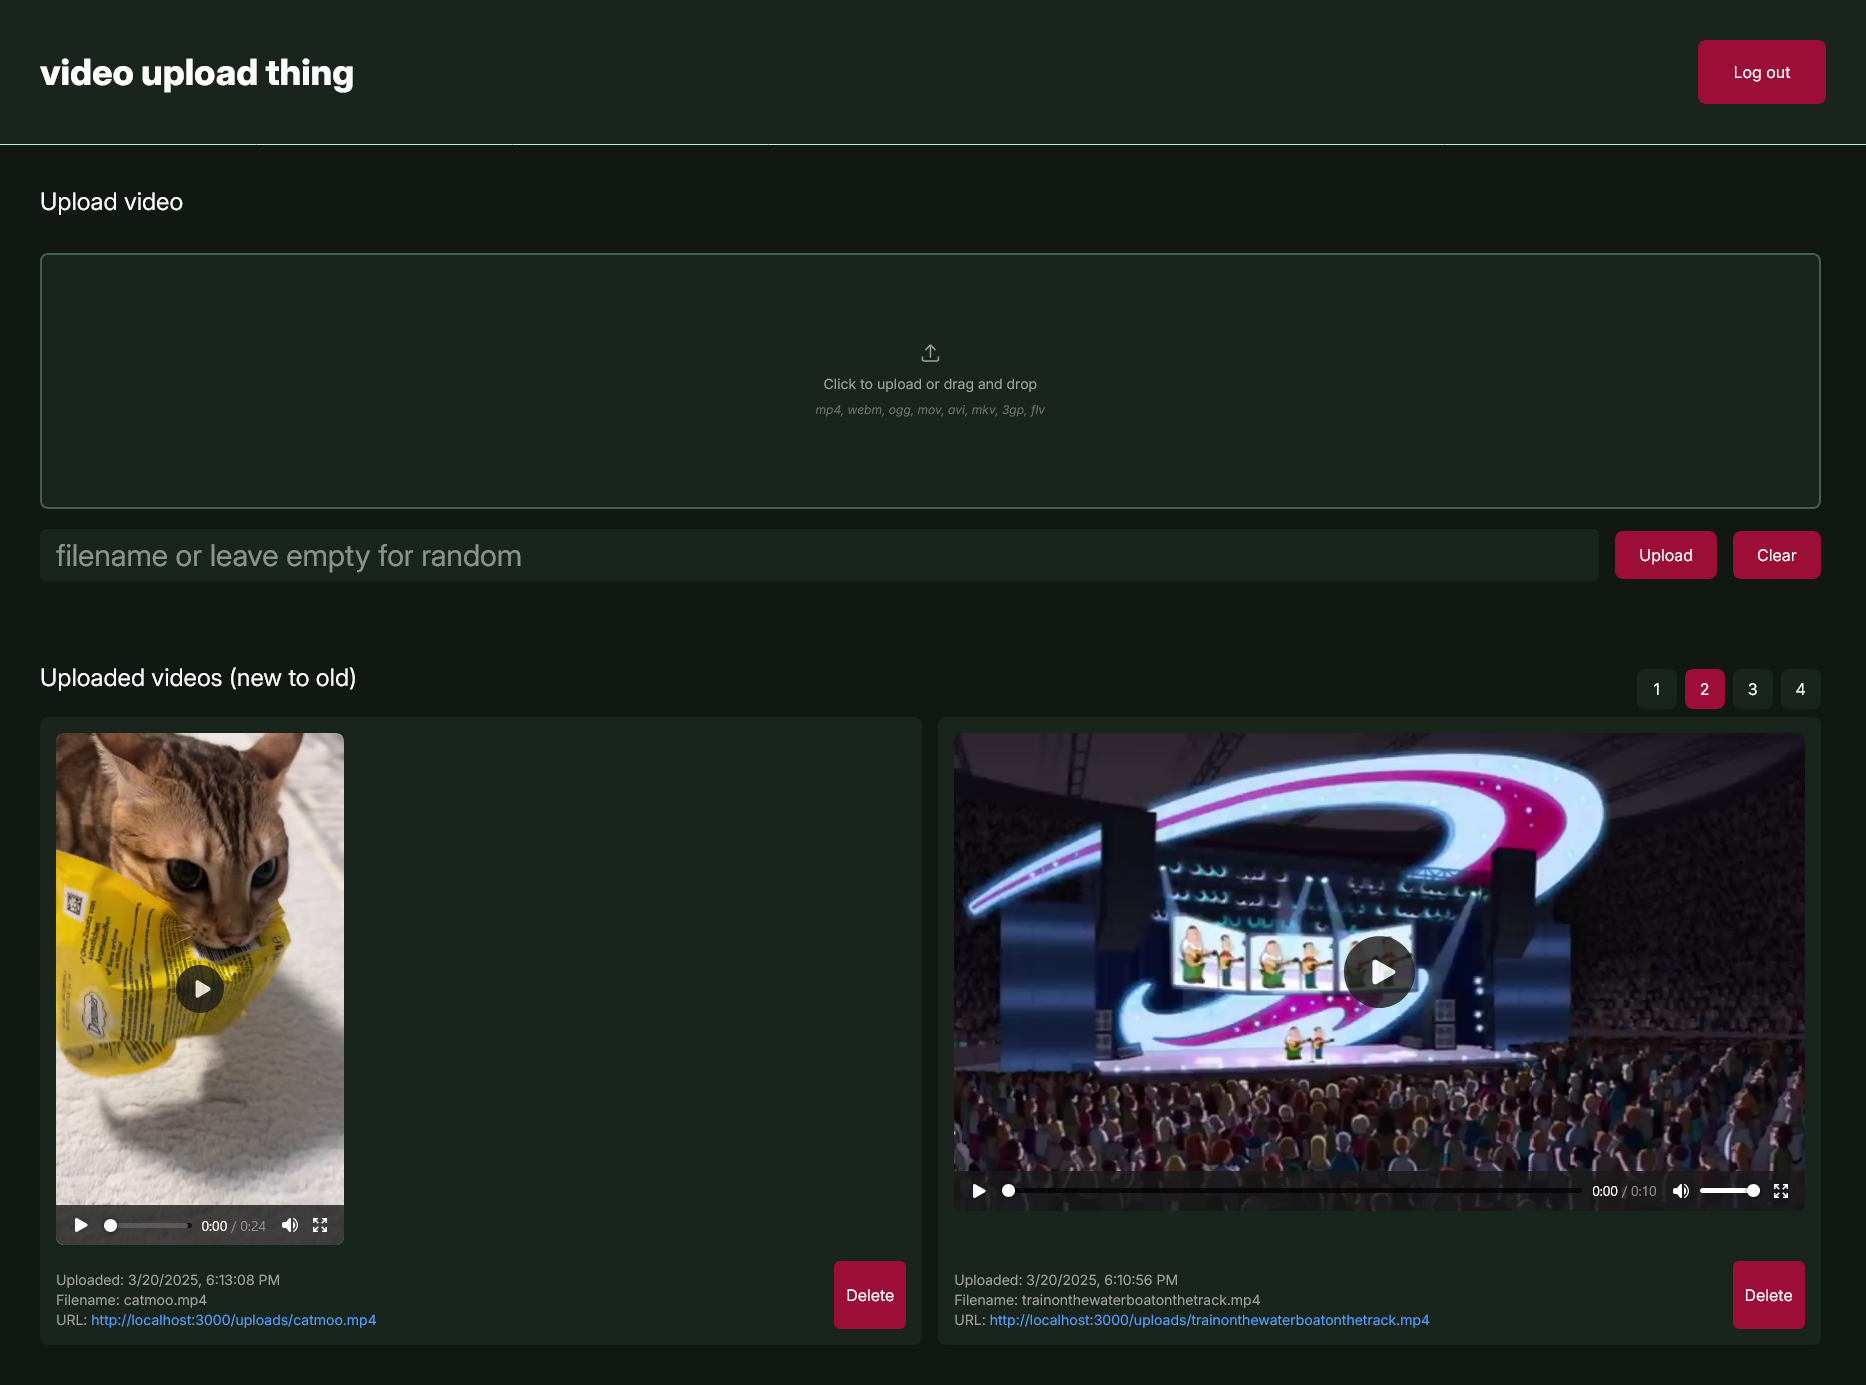 video upload thing
Log out
Upload video
Click to upload or drag and drop
mp4, webm, ogg, mov, avi, mkv, 3gp, flv
filename or leave empty for random
Upload
Clear
Uploaded videos (new to old)
1 2 3 4
Dreamies
0:00 / 0:24
0:00 / 0:10
Uploaded: 3/20/2025, 6:13:08 PM
Filename: catmoo.mp4
URL: http://localhost:3000/uploads/catmoo.mp4
Delete
Uploaded: 3/20/2025, 6:10:56 PM
Filename: trainonthewaterboatonthetrack.mp4
URL: http://localhost:3000/uploads/trainonthewaterboatonthetrack.mp4
Delete